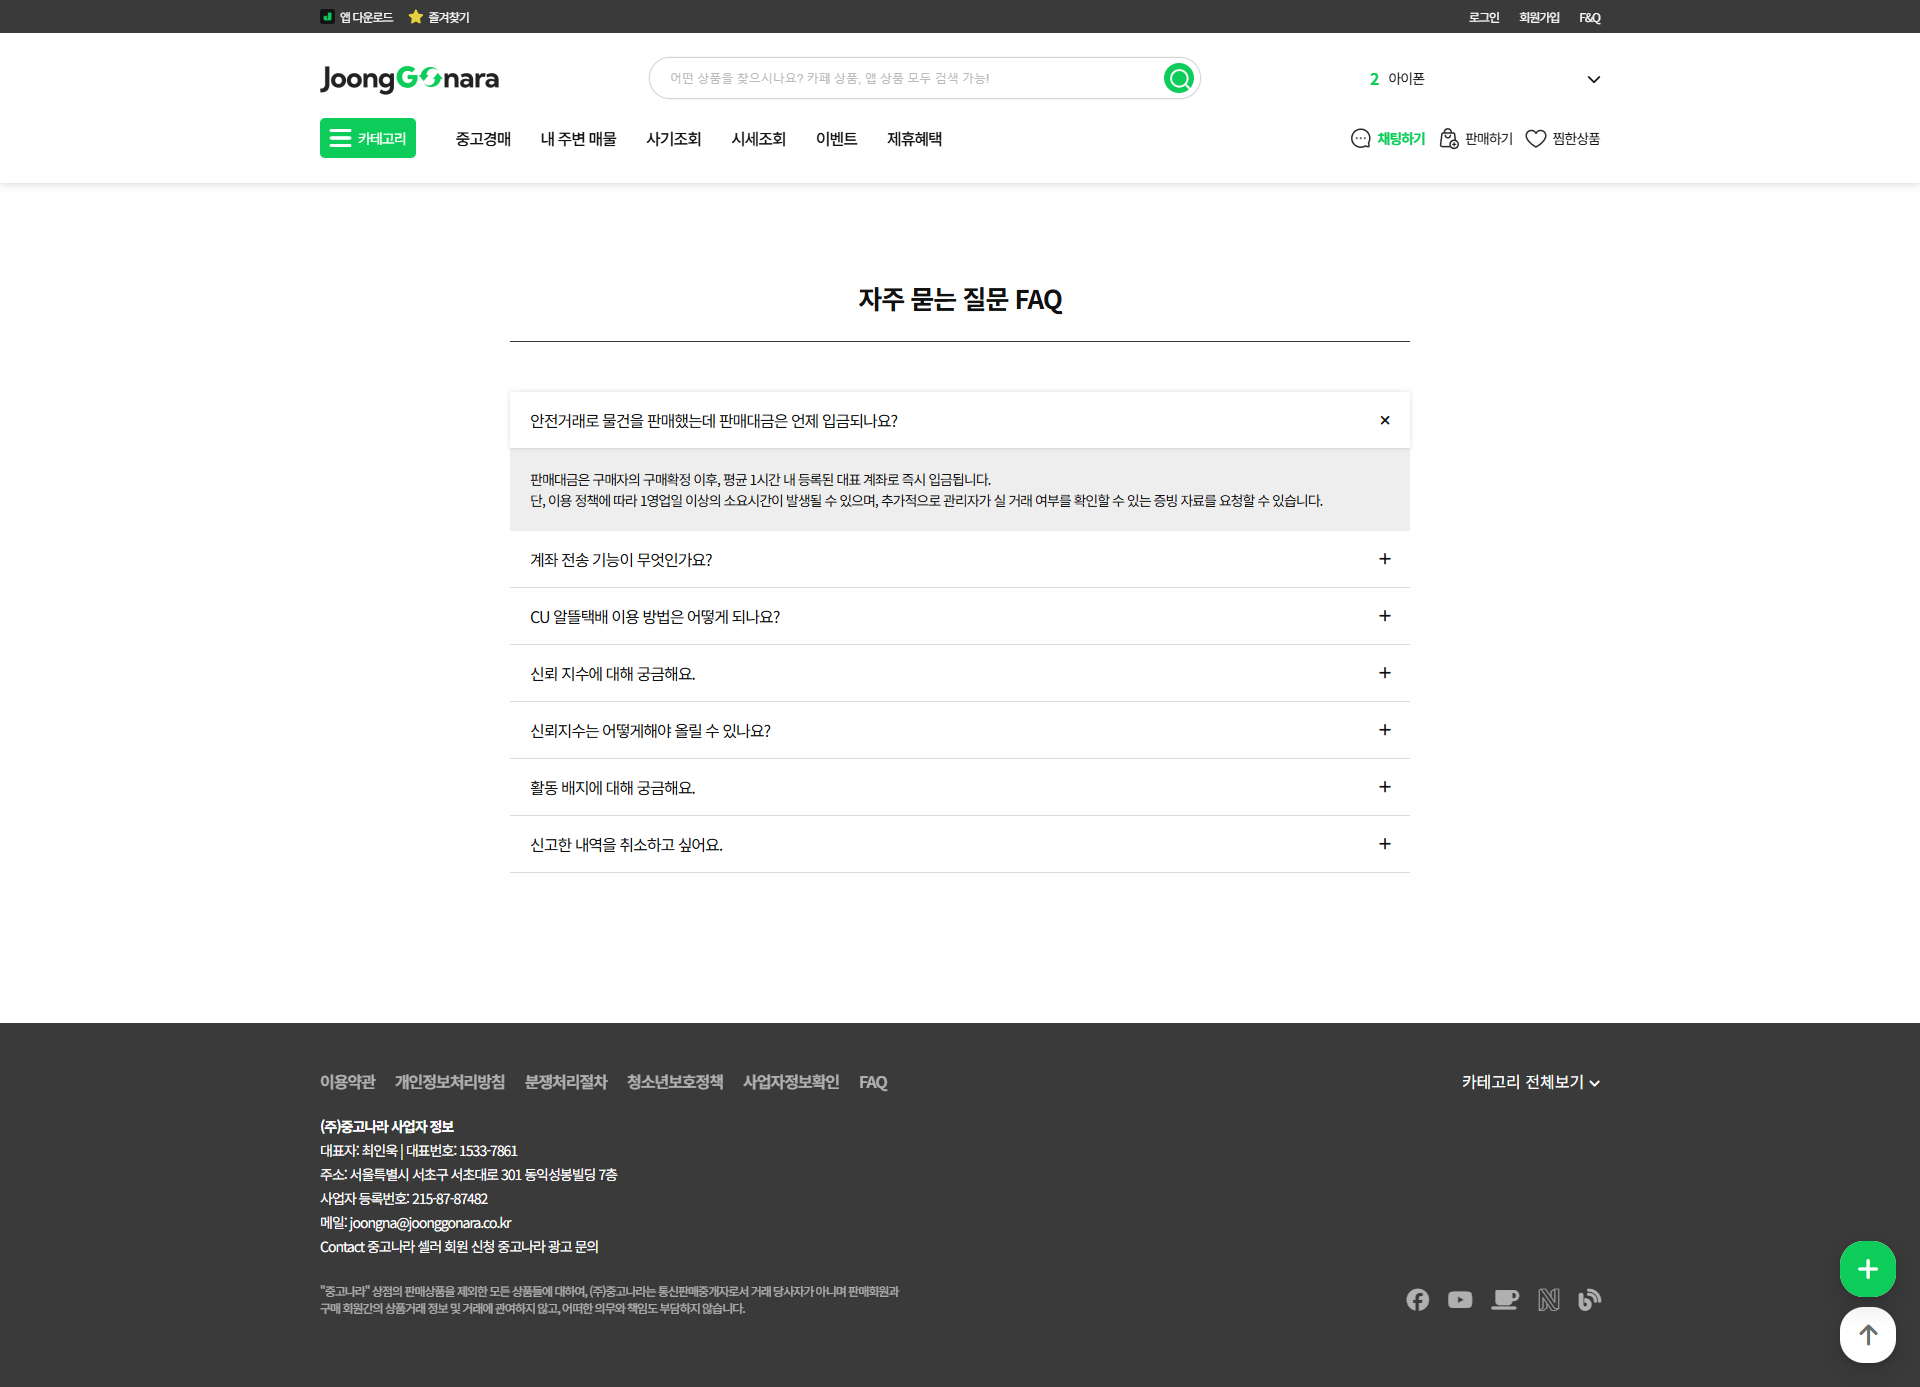 앱 다운로드 즐겨찾기 로그인 회원가입 F&Q
JoongGonara 어떤 상품을 찾으시나요? 카페 상품, 앱 상품 모두 검색 가능! 2 아이폰
카테고리 중고경매 내 주변 매물 사기조회 시세조회 이벤트 제휴혜택 채팅하기 판매하기 찜한상품
자주 묻는 질문 FAQ
안전거래로 물건을 판매했는데 판매대금은 언제 입금되나요?
판매대금은 구매자의 구매확정 이후, 평균 1시간 내 등록된 대표 계좌로 즉시 입금됩니다.
단, 이용 정책에 따라 1영업일 이상의 소요시간이 발생될 수 있으며, 추가적으로 관리자가 실 거래 여부를 확인할 수 있는 증빙 자료를 요청할 수 있습니다.
계좌 전송 기능이 무엇인가요?
CU 알뜰택배 이용 방법은 어떻게 되나요?
신뢰 지수에 대해 궁금해요.
신뢰지수는 어떻게해야 올릴 수 있나요?
활동 배지에 대해 궁금해요.
신고한 내역을 취소하고 싶어요.
이용약관 개인정보처리방침 분쟁처리절차 청소년보호정책 사업자정보확인 FAQ 카테고리 전체보기
(주)중고나라 사업자 정보
대표자: 최인욱 | 대표번호: 1533-7861
주소: 서울특별시 서초구 서초대로 301 동익성봉빌딩 7층
사업자 등록번호: 215-87-87482
메일: joongna@joonggonara.co.kr
Contact 중고나라 셀러 회원 신청 중고나라 광고 문의
"중고나라" 상점의 판매상품을 제외한 모든 상품들에 대하여, (주)중고나라는 통신판매중개자로서 거래 당사자가 아니며 판매회원과
구매 회원간의 상품거래 정보 및 거래에 관여하지 않고, 어떠한 의무와 책임도 부담하지 않습니다.